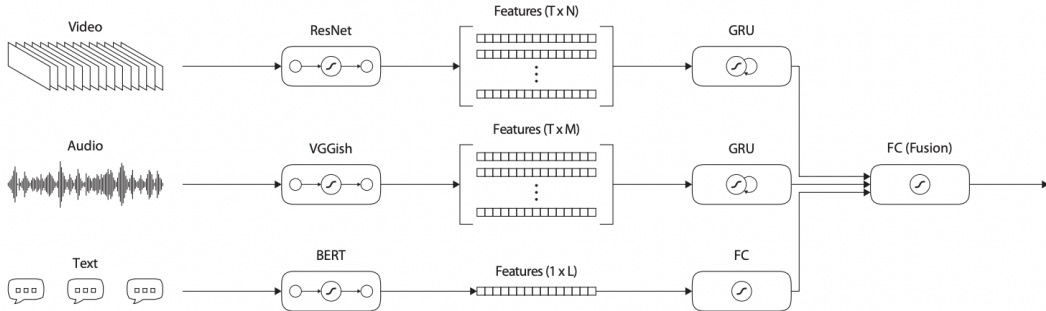 Video
ResNet
Features (T x N)
GRU
Audio
VGGish
Features (T x M)
GRU
FC (Fusion)
Text
BERT
Features (1 x L)
FC